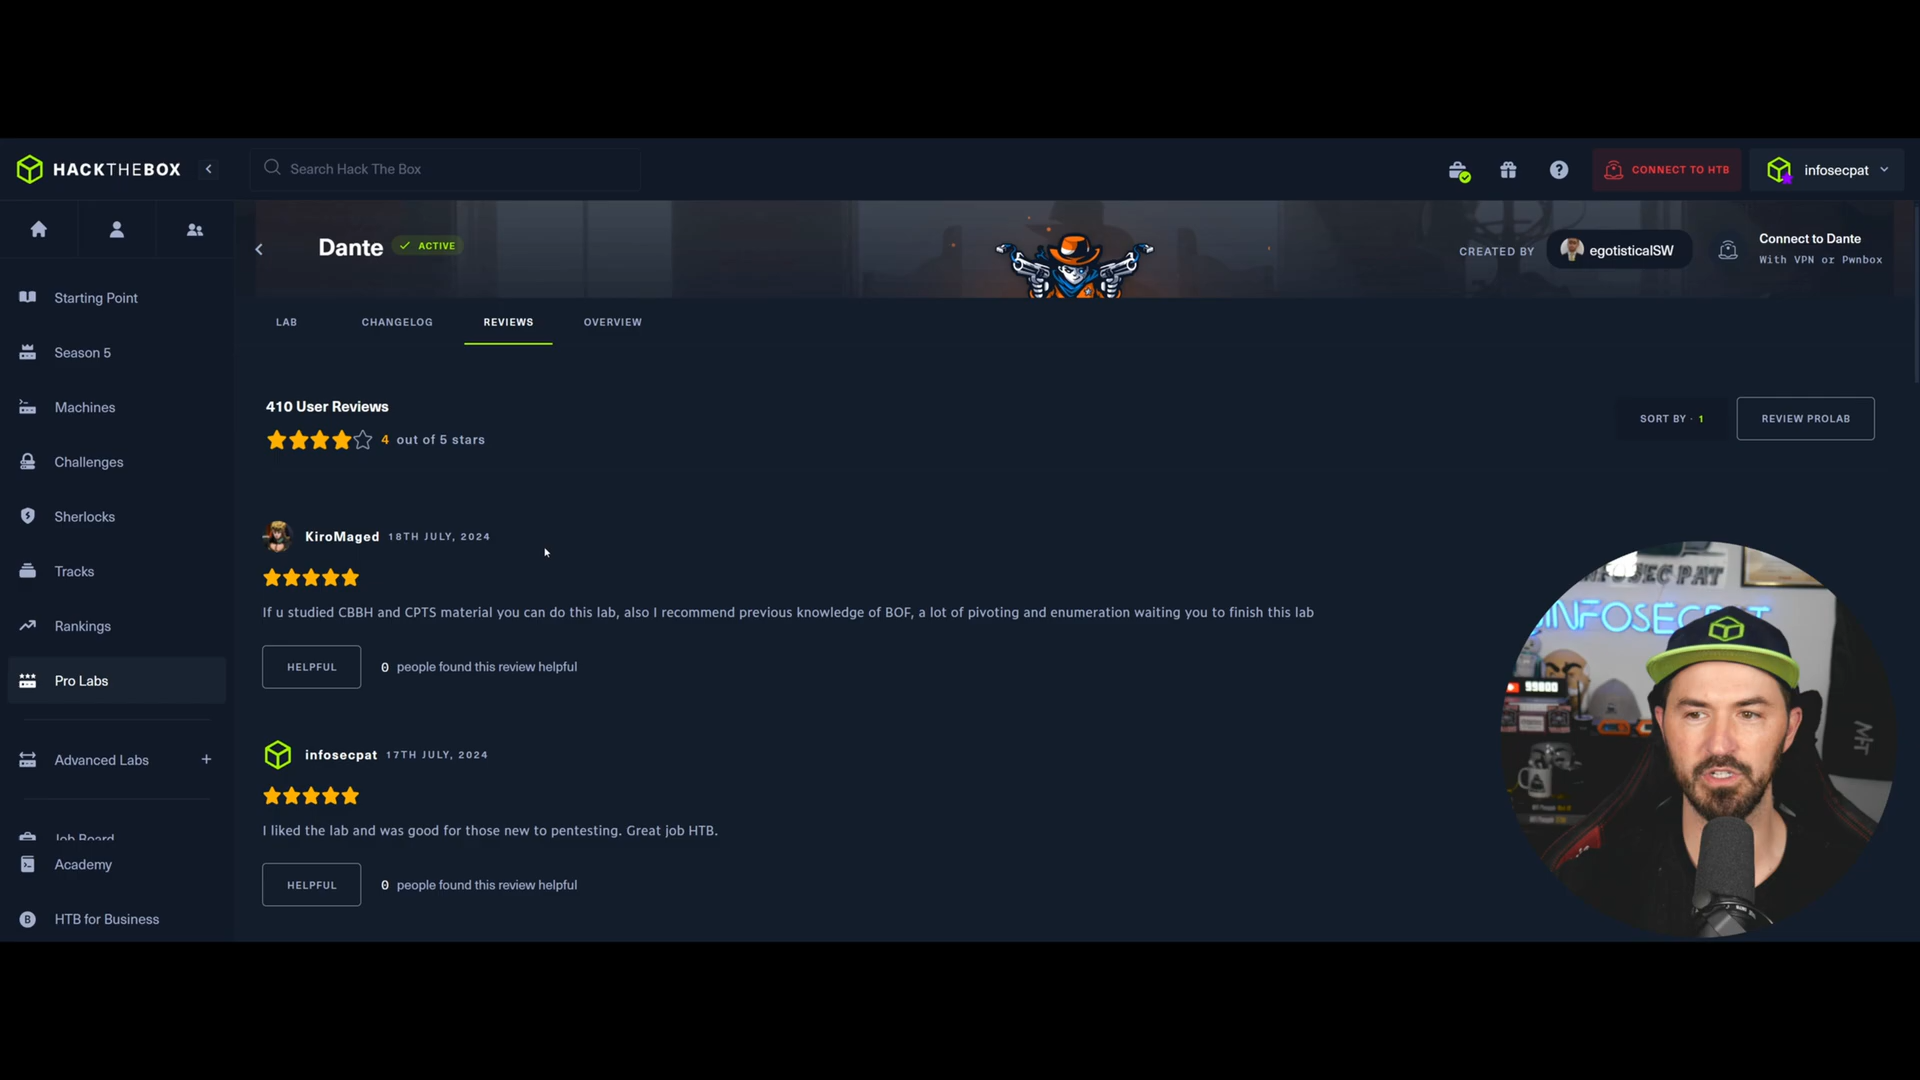 HACKTHEBOX
Search Hack The Box
CONNECT TO HTB
infosecpat
Dante
ACTIVE
CREATED BY
egotisticalSW
Connect to Dante
With VPN or Pwnbox
LAB
CHANGELOG
REVIEWS
OVERVIEW
Starting Point
Season 5
Machines
Challenges
Sherlocks
Tracks
Rankings
Pro Labs
Advanced Labs +
Job Board
Academy
HTB for Business
410 User Reviews
4 out of 5 stars
SORT BY · 1
REVIEW PROLAB
KiroMaged 18TH JULY, 2024
If u studied CBBH and CPTS material you can do this lab, also I recommend previous knowledge of BOF, a lot of pivoting and enumeration waiting you to finish this lab
HELPFUL
0 people found this review helpful
infosecpat 17TH JULY, 2024
I liked the lab and was good for those new to pentesting. Great job HTB.
HELPFUL
0 people found this review helpful
INFOSEC PAT
INFOSEC
99800